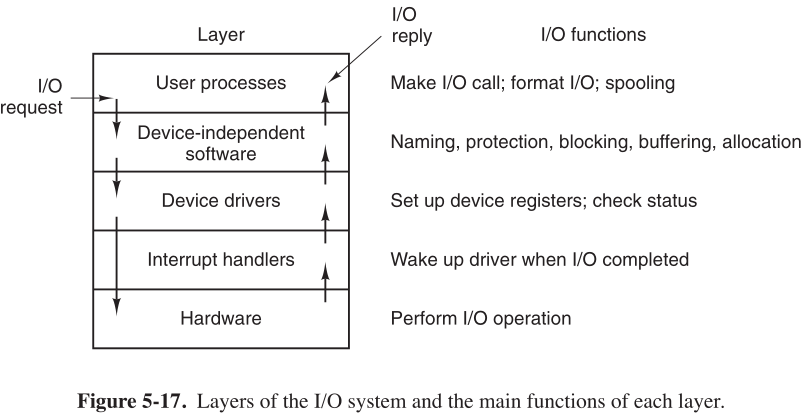 Layer
I/O
reply
I/O functions
I/O
request
User processes
Make I/O call; format I/O; spooling
Device-independent
software
Naming, protection, blocking, buffering, allocation
Device drivers
Set up device registers; check status
Interrupt handlers
Wake up driver when I/O completed
Hardware
Perform I/O operation
Figure 5-17. Layers of the I/O system and the main functions of each layer.